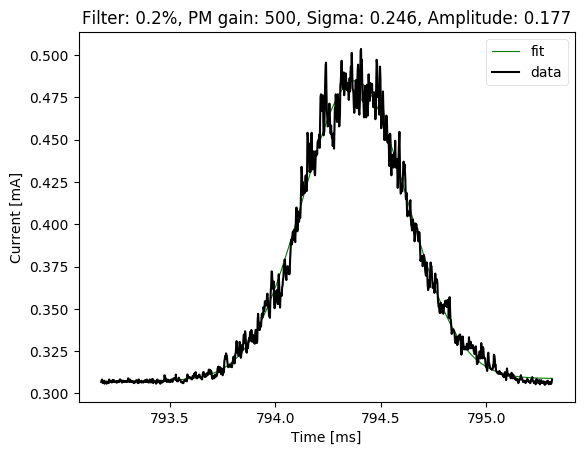 Filter: 0.2%, PM gain: 500, Sigma: 0.246, Amplitude: 0.177
fit
data
0.500
0.475
0.450
0.425
0.400
0.375
0.350
0.325
0.300
Current [mA]
793.5 794.0 794.5 795.0
Time [ms]